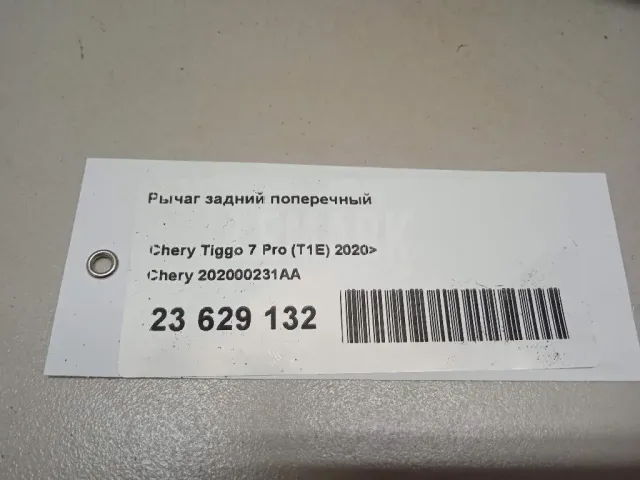 Рычаг задний поперечный
Chery Tiggo 7 Pro (T1E) 2020>
Chery 202000231AA
23 629 132